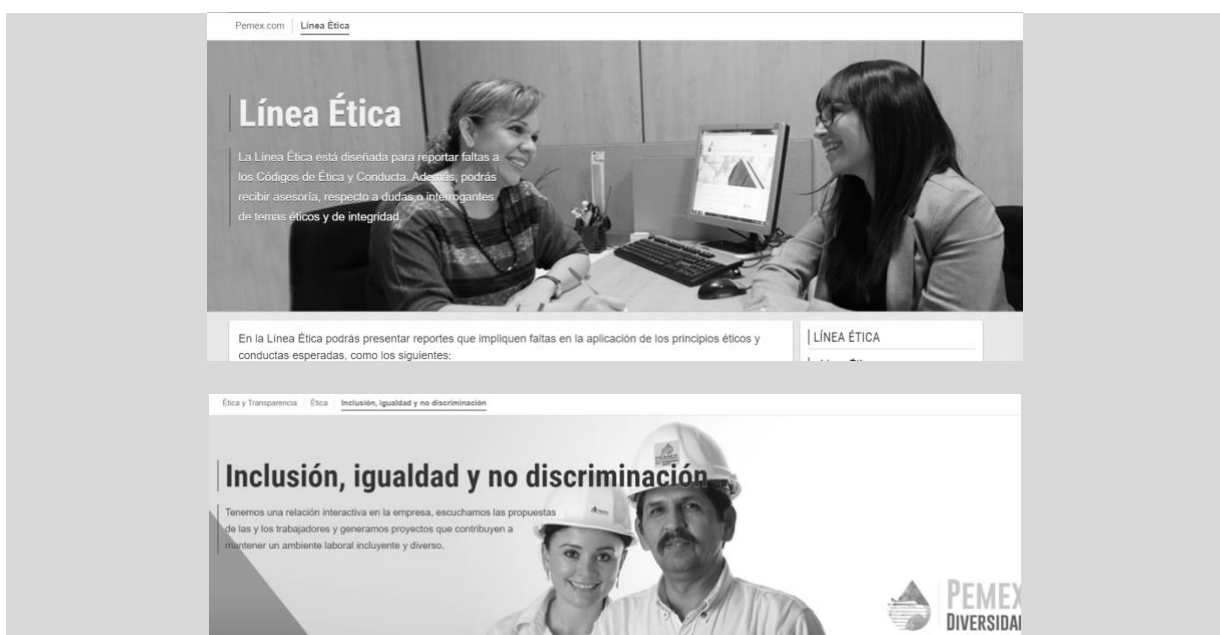 Pemex.com Línea Ética
Línea Ética
La Línea Ética está diseñada para reportar faltas a
los Códigos de Ética y Conducta. Además, podrás
recibir asesoría, respecto a dudas o interrogantes
de temas éticos y de integridad
En la Línea Ética podrás presentar reportes que impliquen faltas en la aplicación de los principios éticos y
conductas esperadas, como los siguientes:
LÍNEA ÉTICA
Ética y Transparencia Ética Inclusión, igualdad y no discriminación
Inclusión, igualdad y no discriminación
Tenemos una relación interactiva en la empresa, escuchamos las propuestas
de las y los trabajadores y generamos proyectos que contribuyen a
mantener un ambiente laboral incluyente y diverso.
PEMEX